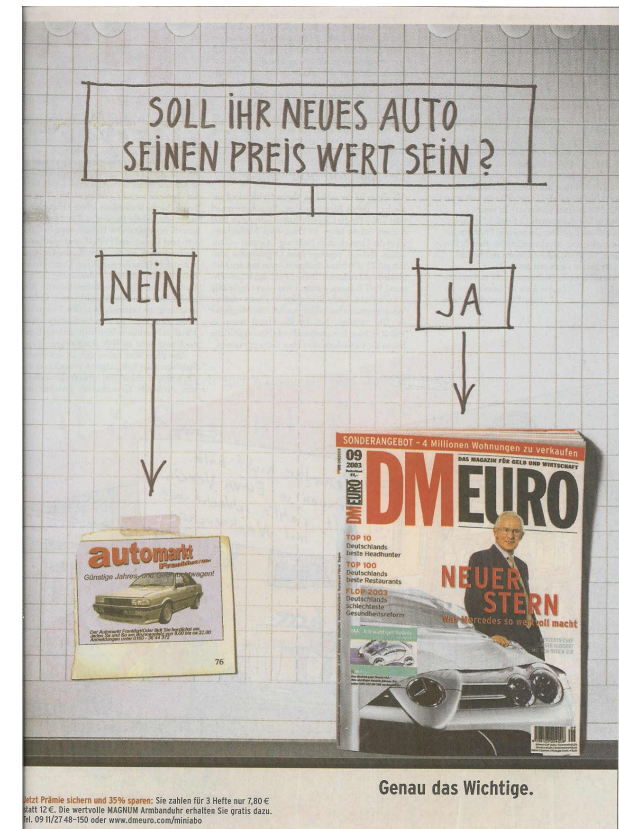 SOLL IHR NEUES AUTO
SEINEN PREIS WERT SEIN?
NEIN
JA
automarkt
Günstige Jahres- und Gebrauchtwagen!
76
SONDERANGEBOT – 4 Millionen Wohnungen zu verkaufen
09
2003
DMEURO
DAS MAGAZIN FÜR GELD UND WIRTSCHAFT
DMEURO
TOP 10
Deutschlands
beste Headhunter
TOP 100
Deutschlands
beste Restaurants
FLOP 2003
Deutschlands
schlechteste
Gesundheitsreform
NEUER
STERN
Was Mercedes so wertvoll macht
Genau das Wichtige.
Jetzt Prämie sichern und 35% sparen: Sie zahlen für 3 Hefte nur 7,80 €
statt 12 €. Die wertvolle MAGNUM Armbanduhr erhalten Sie gratis dazu.
Tel. 09 11/27 48-150 oder www.dmeuro.com/miniabo